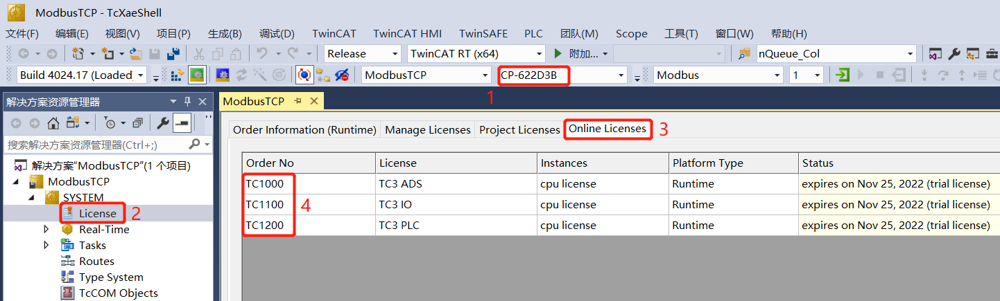 ModbusTCP - TcXaeShell
文件(F) 编辑(E) 视图(V) 项目(P) 生成(B) 调试(D) TwinCAT TwinCAT HMI TwinSAFE PLC 团队(M) Scope 工具(T) 窗口(W) 帮助(H)
Release TwinCAT RT (x64) 附加... nQueue_Col
Build 4024.17 (Loaded) ModbusTCP CP-622D3B Modbus 1
1
解决方案资源管理器 ModbusTCP
Order Information (Runtime) Manage Licenses Project Licenses Online Licenses 3
搜索解决方案资源管理器(Ctrl+;)
Order No License Instances Platform Type Status
解决方案"ModbusTCP"(1 个项目)
ModbusTCP
TC1000 TC3 ADS cpu license Runtime expires on Nov 25, 2022 (trial license)
SYSTEM
TC1100 TC3 IO cpu license Runtime expires on Nov 25, 2022 (trial license)
4
License 2
TC1200 TC3 PLC cpu license Runtime expires on Nov 25, 2022 (trial license)
Real-Time
Tasks
Routes
Type System
TcCOM Objects